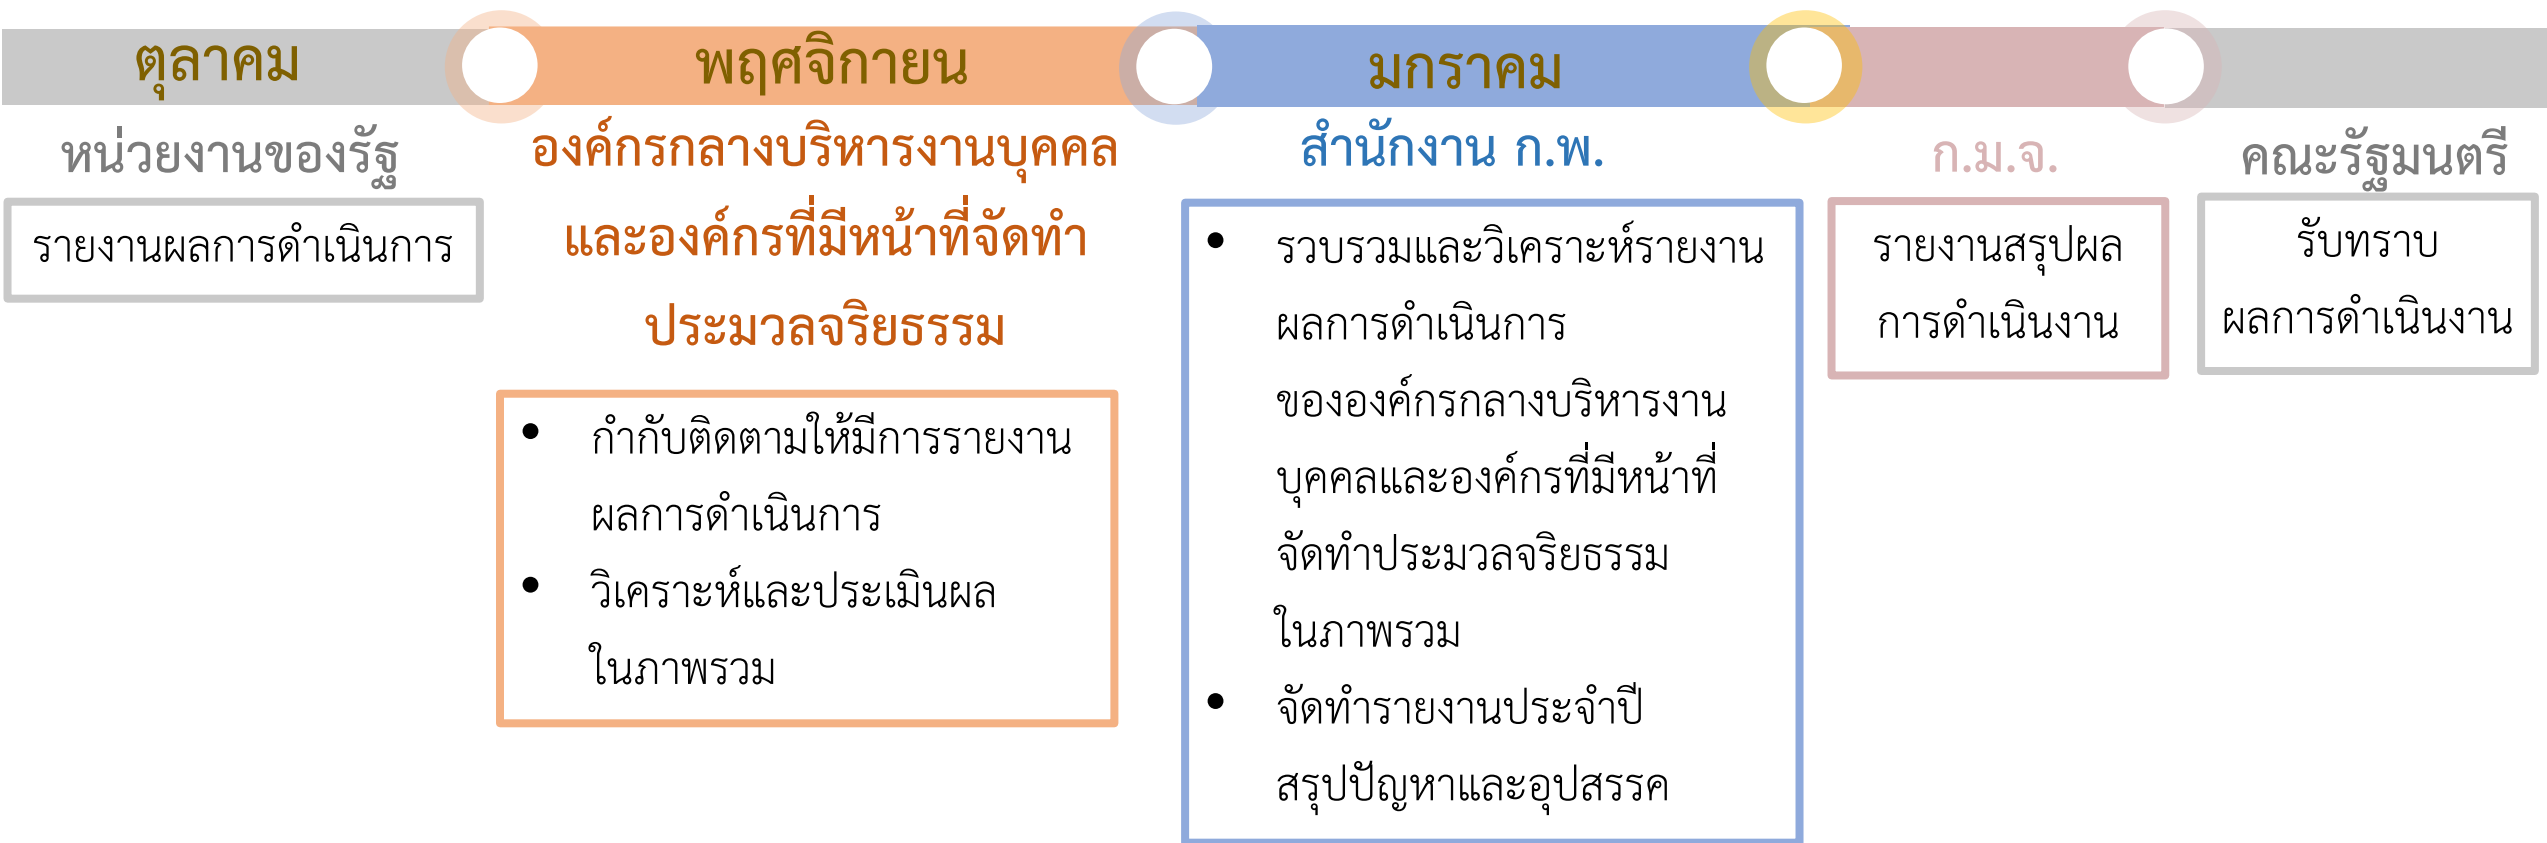 ตุลาคม
หน่วยงานของรัฐ
รายงานผลการดำเนินการ
พฤศจิกายน
องค์กรกลางบริหารงานบุคคล
และองค์กรที่มีหน้าที่จัดทำ
ประมวลจริยธรรม
• กำกับติดตามให้มีการรายงาน
ผลการดำเนินการ
• วิเคราะห์และประเมินผล
ในภาพรวม
มกราคม
สำนักงาน ก.พ.
• รวบรวมและวิเคราะห์รายงาน
ผลการดำเนินการ
ขององค์กรกลางบริหารงาน
บุคคลและองค์กรที่มีหน้าที่
จัดทำประมวลจริยธรรม
ในภาพรวม
• จัดทำรายงานประจำปี
สรุปปัญหาและอุปสรรค
ก.ม.จ.
รายงานสรุปผล
การดำเนินงาน
คณะรัฐมนตรี
รับทราบ
ผลการดำเนินงาน